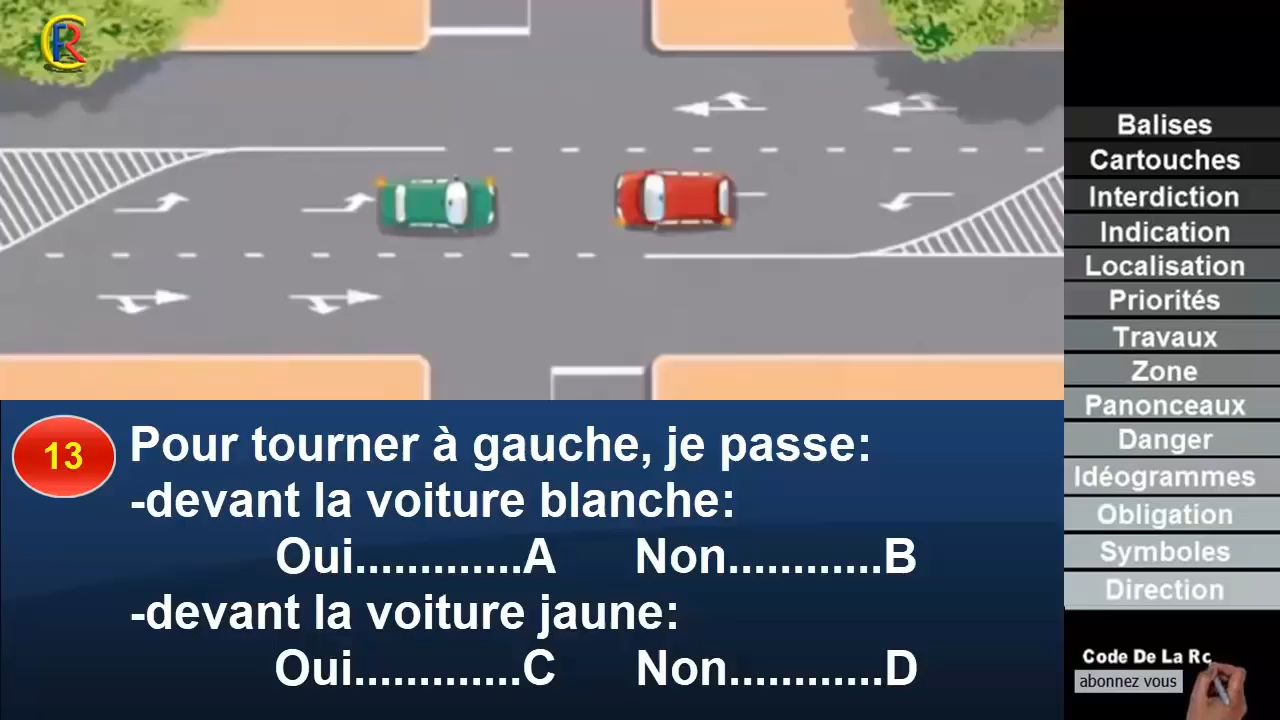 CFR
Balises
Cartouches
Interdiction
Indication
Localisation
Priorités
Travaux
Zone
Panonceaux
Danger
Idéogrammes
Obligation
Symboles
Direction
13
Pour tourner à gauche, je passe:
-devant la voiture blanche:
Oui.............A Non............B
-devant la voiture jaune:
Oui.............C Non............D
Code De La Rc
abonnez vous